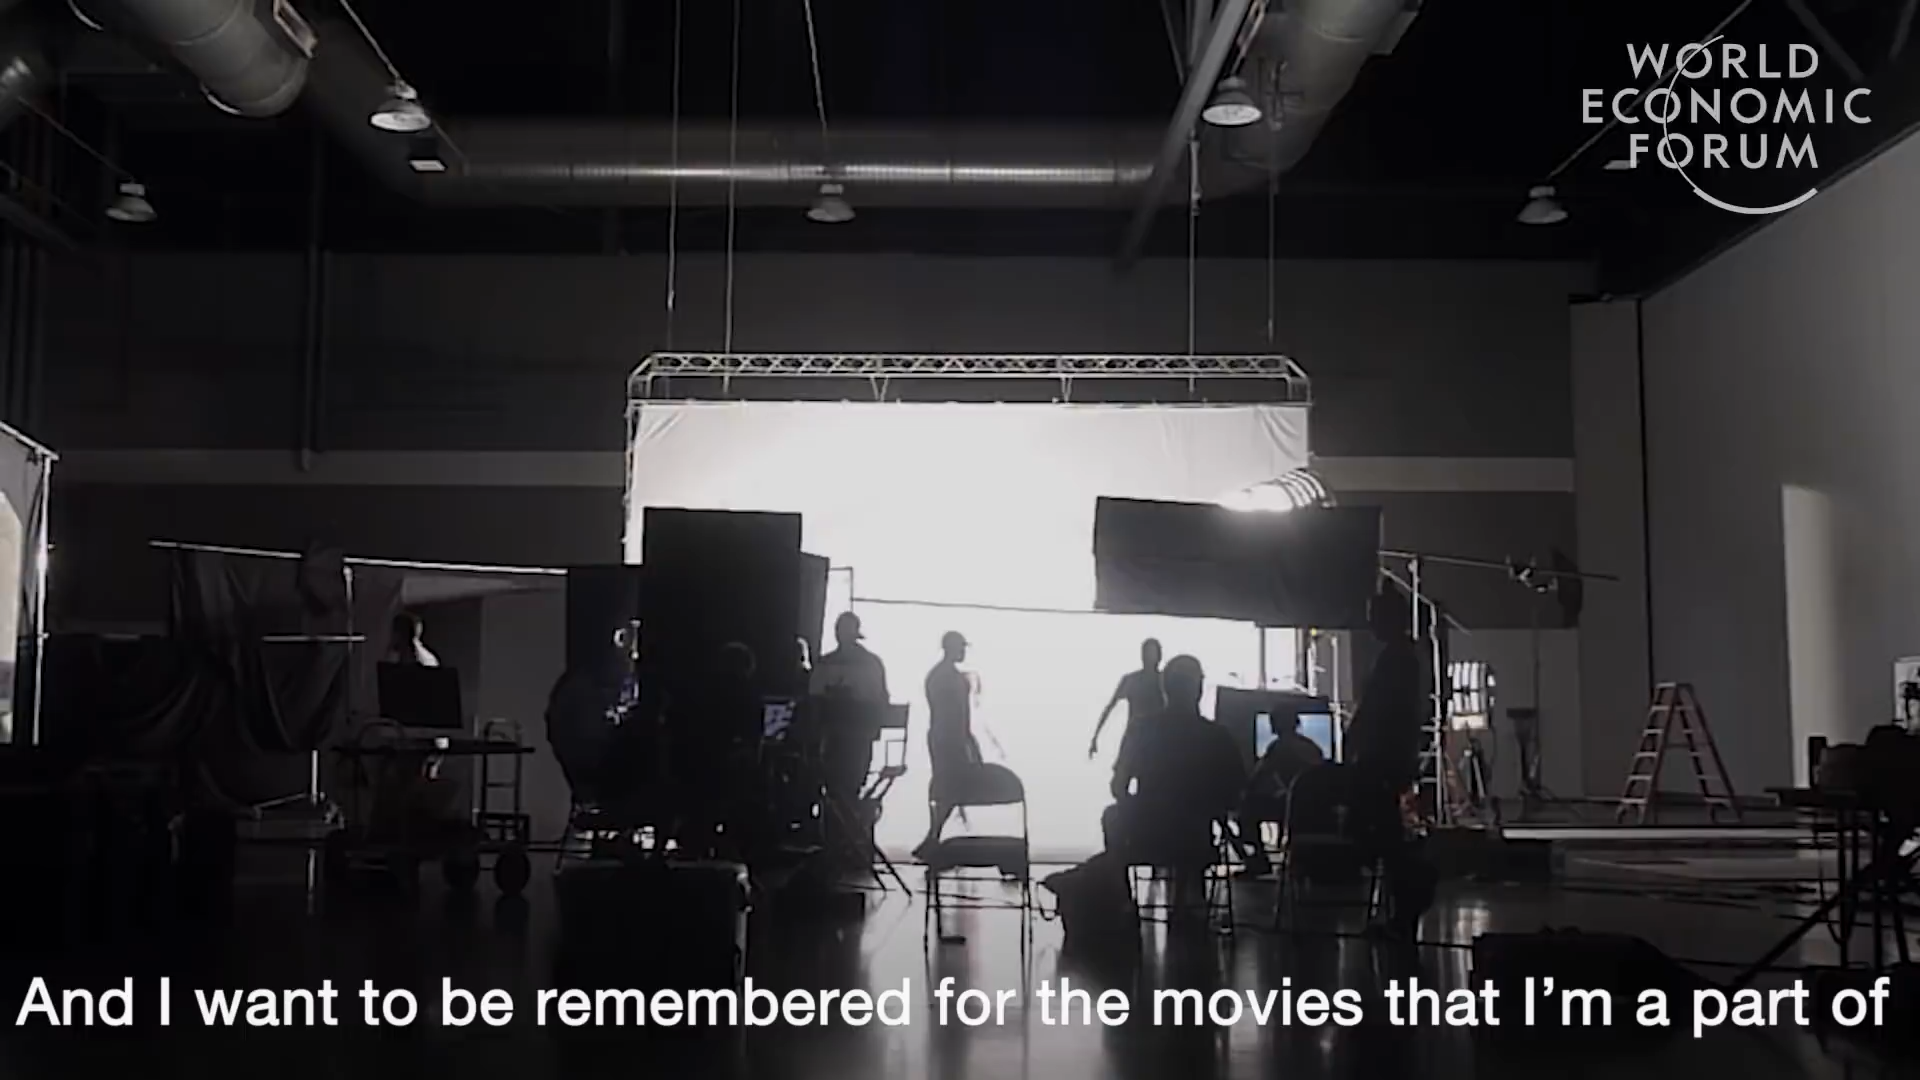 WORLD
ECONOMIC
FORUM
And I want to be remembered for the movies that I'm a part of